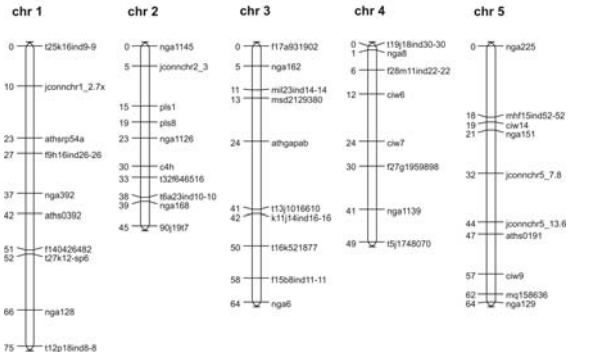 chr 1
0 t25k16ind9-9
10 jconnchr1_2.7x
23 athsrp54a
27 f9h16ind26-26
37 nga392
42 aths0392
51 f140426482
52 t27k12-sp6
66 nga128
75 t12p18ind8-8
chr 2
0 nga1145
5 jconnchr2_3
15 pls1
19 pls8
23 nga1126
30 c4h
33 t32f646516
38 t6a23ind10-10
39 nga168
45 90j19t7
chr 3
0 f17a931902
5 nga162
11 mil23ind14-14
13 msd2129380
24 athgapab
41 t13j1016610
42 k11j14ind16-16
50 t16k521877
58 f15b8ind11-11
64 nga6
chr 4
0 t19j18ind30-30
1 nga8
6 f28m11ind22-22
12 ciw6
24 ciw7
30 f27g1959898
41 nga1139
49 t5j1748070
chr 5
0 nga225
18 mhf15ind52-52
19 ciw14
21 nga151
32 jconnchr5_7.8
44 jconnchr5_13.6
47 aths0191
57 ciw9
62 mq158636
64 nga129